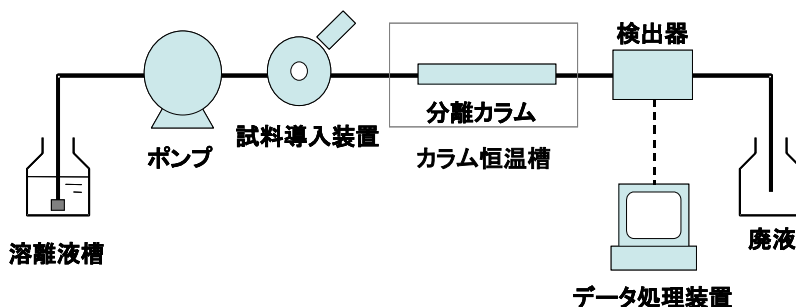 検出器
分離カラム
試料導入装置
ポンプ
カラム恒温槽
溶離液槽
廃液
データ処理装置